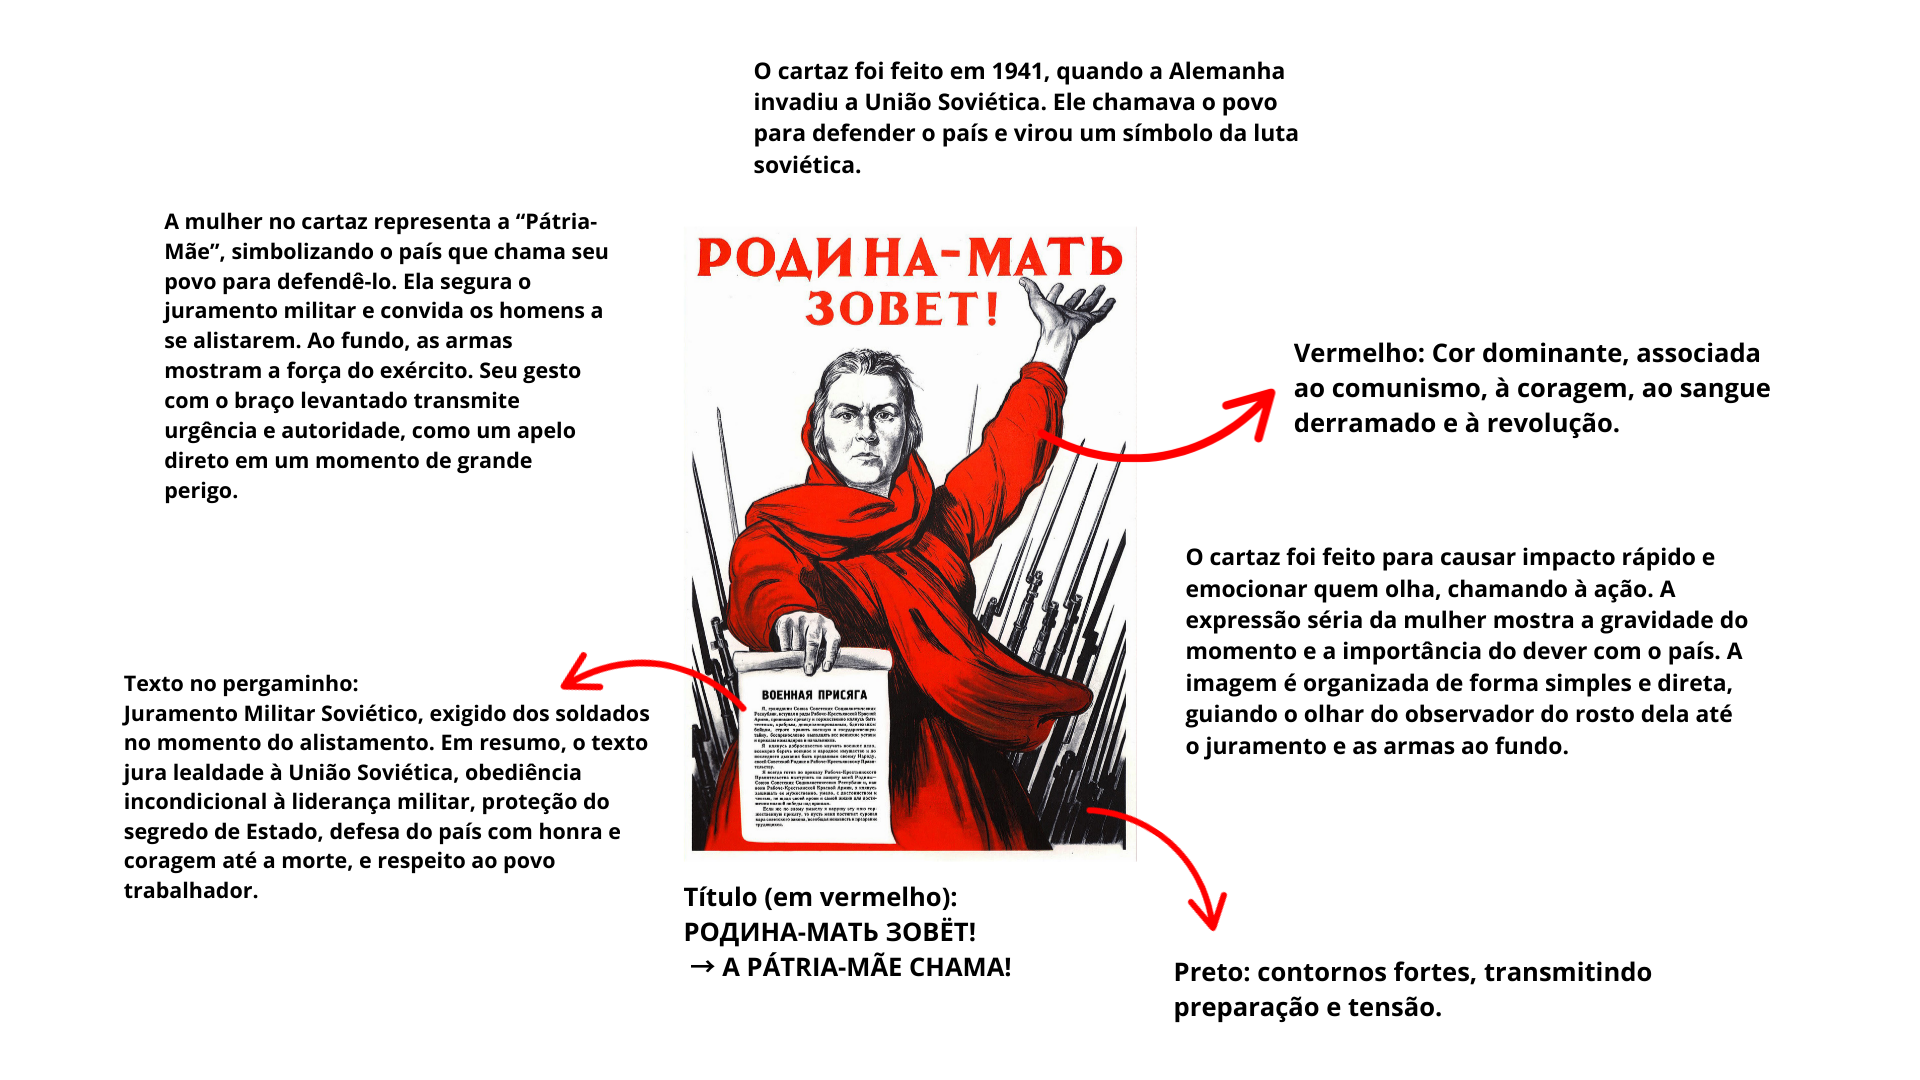 O cartaz foi feito em 1941, quando a Alemanha
invadiu a União Soviética. Ele chamava o povo
para defender o país e virou um símbolo da luta
soviética.
A mulher no cartaz representa a “Pátria-
Mãe”, simbolizando o país que chama seu
povo para defendê-lo. Ela segura o
juramento militar e convida os homens a
se alistarem. Ao fundo, as armas
mostram a força do exército. Seu gesto
com o braço levantado transmite
urgência e autoridade, como um apelo
direto em um momento de grande
perigo.
РОДИНА-МАТЬ
ЗОВЕТ!
Vermelho: Cor dominante, associada
ao comunismo, à coragem, ao sangue
derramado e à revolução.
O cartaz foi feito para causar impacto rápido e
emocionar quem olha, chamando à ação. A
expressão séria da mulher mostra a gravidade do
momento e a importância do dever com o país. A
imagem é organizada de forma simples e direta,
guiando o olhar do observador do rosto dela até
o juramento e as armas ao fundo.
Texto no pergaminho:
Juramento Militar Soviético, exigido dos soldados
no momento do alistamento. Em resumo, o texto
jura lealdade à União Soviética, obediência
incondicional à liderança militar, proteção do
segredo de Estado, defesa do país com honra e
coragem até a morte, e respeito ao povo
trabalhador.
ВОЕННАЯ ПРИСЯГА
Título (em vermelho):
РОДИНА-МАТЬ ЗОВЁТ!
→ A PÁTRIA-MÃE CHAMA!
Preto: contornos fortes, transmitindo
preparação e tensão.